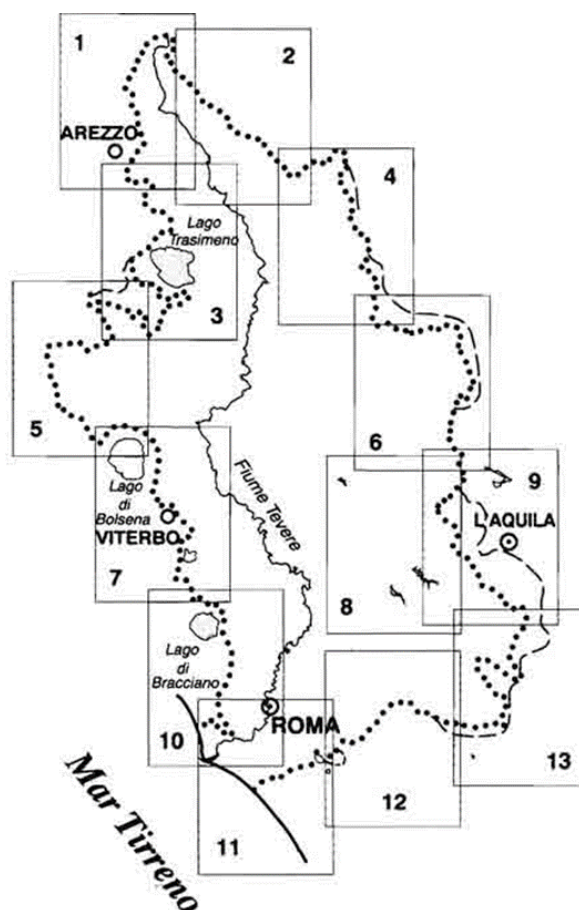 1
2
AREZZO
4
Lago
Trasimeno
3
5
6
9
Fiume Tevere
Lago
di
Bolsena
VITERBO
L'AQUILA
7
8
Lago
di
Bracciano
ROMA
10
Mar Tirreno
13
12
11